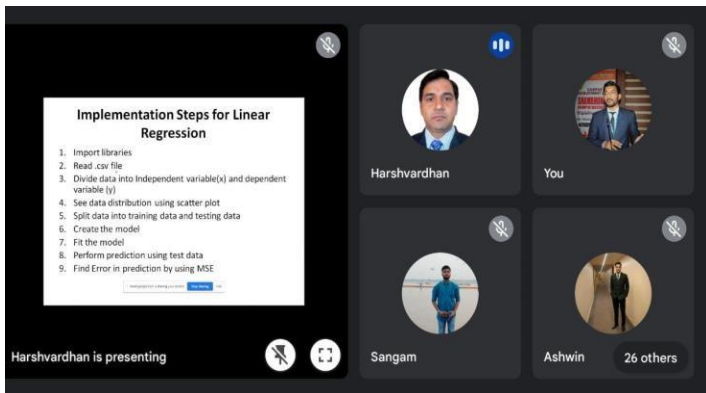 Implementation Steps for Linear
Regression
1. Import libraries
2. Read .csv file
3. Divide data into Independent variable(x) and dependent
variable (y)
4. See data distribution using scatter plot
5. Split data into training data and testing data
6. Create the model
7. Fit the model
8. Perform prediction using test data
9. Find Error in prediction by using MSE
Stop sharing
Harshvardhan is presenting
Harshvardhan
You
Sangam
Ashwin
26 others